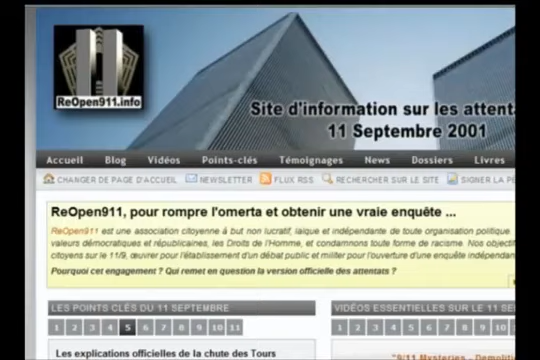 ReOpen911.info
Site d'information sur les attenta
11 Septembre 2001
Accueil Blog Vidéos Points-clés Témoignages News Dossiers Livres
CHANGER DE PAGE D'ACCUEIL NEWSLETTER FLUX RSS RECHERCHER SUR LE SITE SIGNER LA PÉ
ReOpen911, pour rompre l'omerta et obtenir une vraie enquête ...
ReOpen911 est une association citoyenne à but non lucratif, laïque et indépendante de toute organisation politique
valeurs démocratiques et républicaines, les Droits de l'Homme, et condamnons toute forme de racisme. Nos objectif
citoyens sur le 11/9, œuvrer pour l'établissement d'un débat public et militer pour l'ouverture d'une enquête indépendan
Pourquoi cet engagement ? Qui remet en question la version officielle des attentats ?
LES POINTS CLÉS DU 11 SEPTEMBRE VIDÉOS ESSENTIELLES SUR LE 11 SE
1 2 3 4 5 6 7 8 9 10 11 1 2 3 4 5 6 7 8 9
Les explications officielles de la chute des Tours "9/11 Mysteries - Demoliti